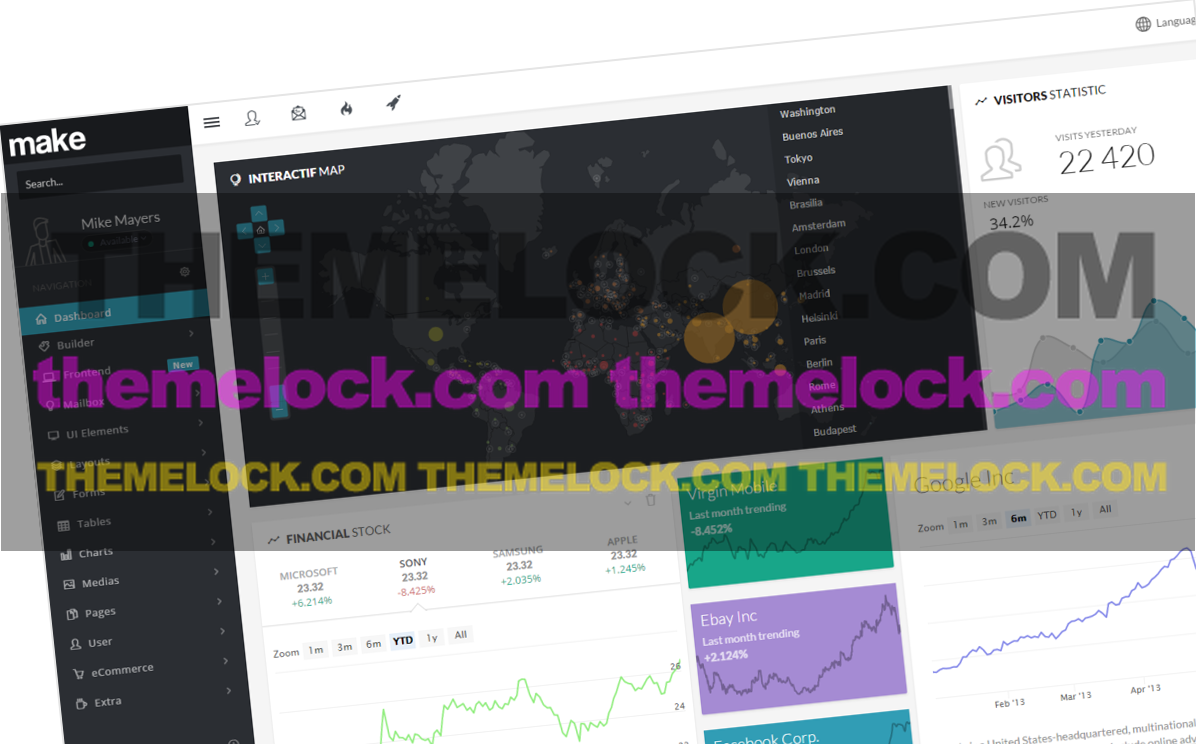 Languag
make
Search...
Mike Mayers
Available
NAVIGATION
Dashboard
Builder
Frontend
New
Mailbox
UI Elements
Layouts
Forms
Tables
Charts
Medias
Pages
User
eCommerce
Extra
INTERACTIF MAP
Washington
Buenos Aires
Tokyo
Vienna
Brasilia
Amsterdam
London
Brussels
Madrid
Helsinki
Paris
Berlin
Rome
Athens
Budapest
VISITORS STATISTIC
VISITS YESTERDAY
22 420
NEW VISITORS
34.2%
THEMELOCK.COM
themelock.com themelock.com
THEMELOCK.COM THEMELOCK.COM THEMELOCK.COM
FINANCIAL STOCK
MICROSOFT
23.32
+6.214%
SONY
23.32
-8.425%
SAMSUNG
23.32
+2.035%
APPLE
23.32
+1.245%
Zoom 1m 3m 6m YTD 1y All
26
24
Virgin Mobile
Last month trending
-8.452%
Ebay Inc
Last month trending
+2.124%
Facebook Corp.
Google Inc
Zoom 1m 3m 6m YTD 1y All
Feb '13 Mar '13 Apr '13
United States-headquartered, multinational
include online adv